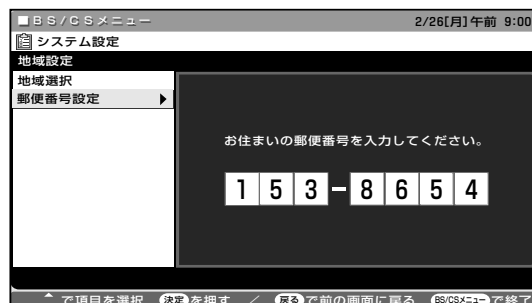 ■BS/CSメニュー 2/26[月]午前 9:00
システム設定
地域設定
地域選択
郵便番号設定 ▶
お住まいの郵便番号を入力してください。
153-8654
で項目を選択 決定を押す / 戻るで前の画面に戻る BS/CSメニューで終了